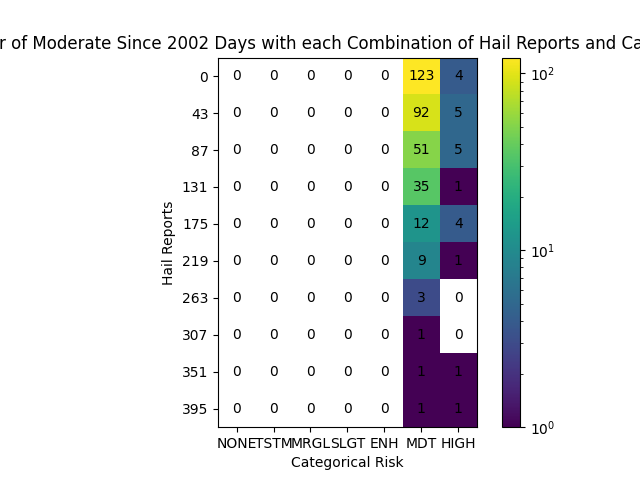 r of Moderate Since 2002 Days with each Combination of Hail Reports and Ca
0 0 0 0 0 0 123 4
43 0 0 0 0 0 92 5
87 0 0 0 0 0 51 5
131 0 0 0 0 0 35 1
175 0 0 0 0 0 12 4
219 0 0 0 0 0 9 1
263 0 0 0 0 0 3 0
307 0 0 0 0 0 1 0
351 0 0 0 0 0 1 1
395 0 0 0 0 0 1 1
NONE TSTM MRGL SLGT ENH MDT HIGH
Categorical Risk
Hail Reports
10²
10¹
10⁰